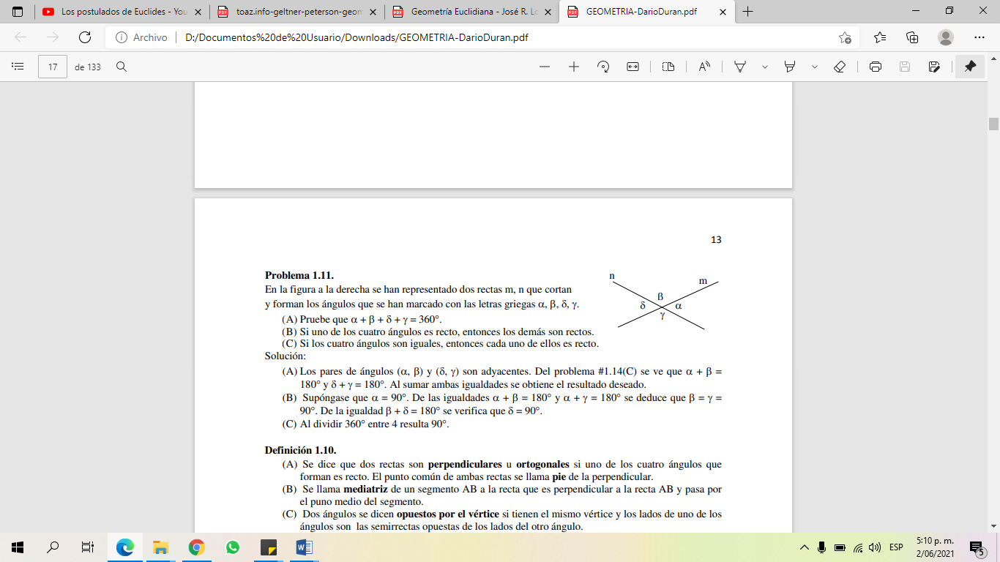 Los postulados de Euclides - You
toaz.info-geltner-peterson-geom
Geometría Euclidiana - José R. Lo
GEOMETRIA-DarioDuran.pdf
Archivo
D:/Documentos%20de%20Usuario/Downloads/GEOMETRIA-DarioDuran.pdf
17 de 133
13
Problema 1.11.
En la figura a la derecha se han representado dos rectas m, n que cortan
y forman los ángulos que se han marcado con las letras griegas α, β, δ, γ.
(A) Pruebe que α + β + δ + γ = 360°.
(B) Si uno de los cuatro ángulos es recto, entonces los demás son rectos.
(C) Si los cuatro ángulos son iguales, entonces cada uno de ellos es recto.
n
m
β
δ
α
γ
Solución:
(A) Los pares de ángulos (α, β) y (δ, γ) son adyacentes. Del problema #1.14(C) se ve que α + β =
180° y δ + γ = 180°. Al sumar ambas igualdades se obtiene el resultado deseado.
(B) Supóngase que α = 90°. De las igualdades α + β = 180° y α + γ = 180° se deduce que β = γ =
90°. De la igualdad β + δ = 180° se verifica que δ = 90°.
(C) Al dividir 360° entre 4 resulta 90°.
Definición 1.10.
(A) Se dice que dos rectas son perpendiculares u ortogonales si uno de los cuatro ángulos que
forman es recto. El punto común de ambas rectas se llama pie de la perpendicular.
(B) Se llama mediatriz de un segmento AB a la recta que es perpendicular a la recta AB y pasa por
el puno medio del segmento.
(C) Dos ángulos se dicen opuestos por el vértice si tienen el mismo vértice y los lados de uno de los
ángulos son las semirrectas opuestas de los lados del otro ángulo.
ESP
5:10 p. m.
2/06/2021
5